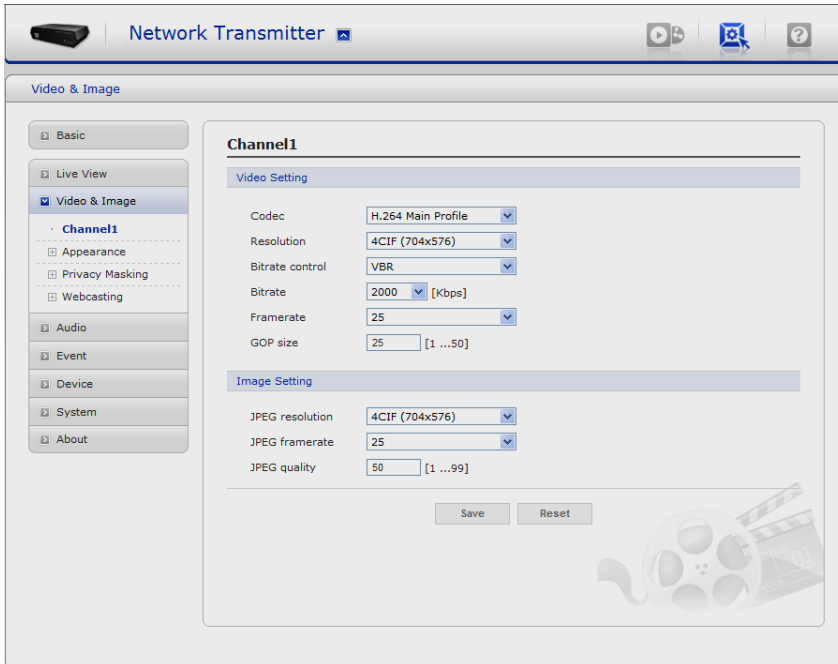 Network Transmitter
Video & Image
Basic
Live View
Video & Image
Channel1
Appearance
Privacy Masking
Webcasting
Audio
Event
Device
System
About
Channel1
Video Setting
Codec H.264 Main Profile
Resolution 4CIF (704x576)
Bitrate control VBR
Bitrate 2000 [Kbps]
Framerate 25
GOP size 25 [1 ...50]
Image Setting
JPEG resolution 4CIF (704x576)
JPEG framerate 25
JPEG quality 50 [1 ...99]
Save Reset
01